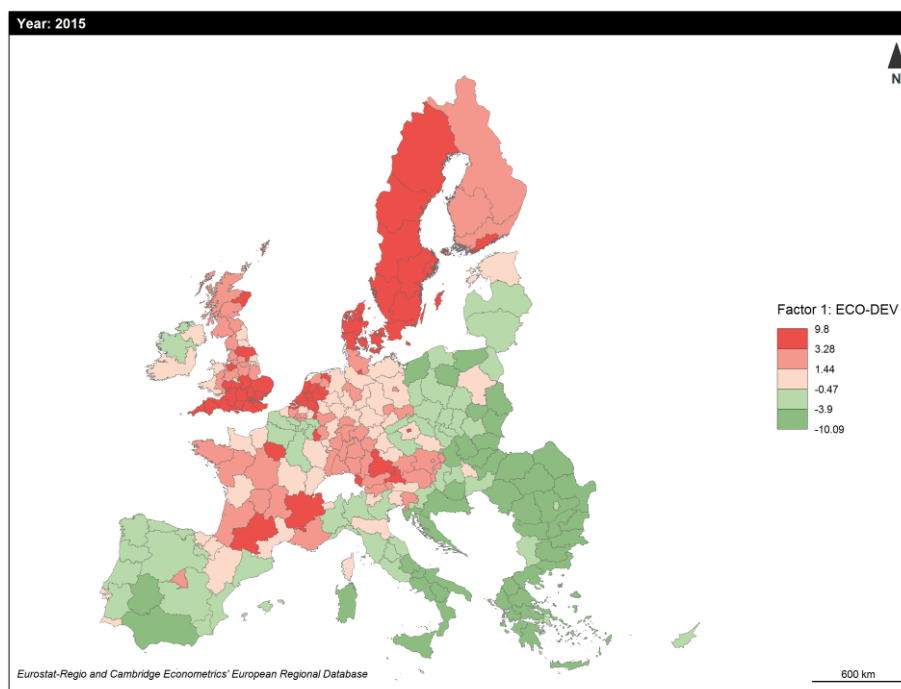 Year: 2015
N
Factor 1: ECO-DEV
9.8
3.28
1.44
-0.47
-3.9
-10.09
Eurostat-Regio and Cambridge Econometrics' European Regional Database
600 km